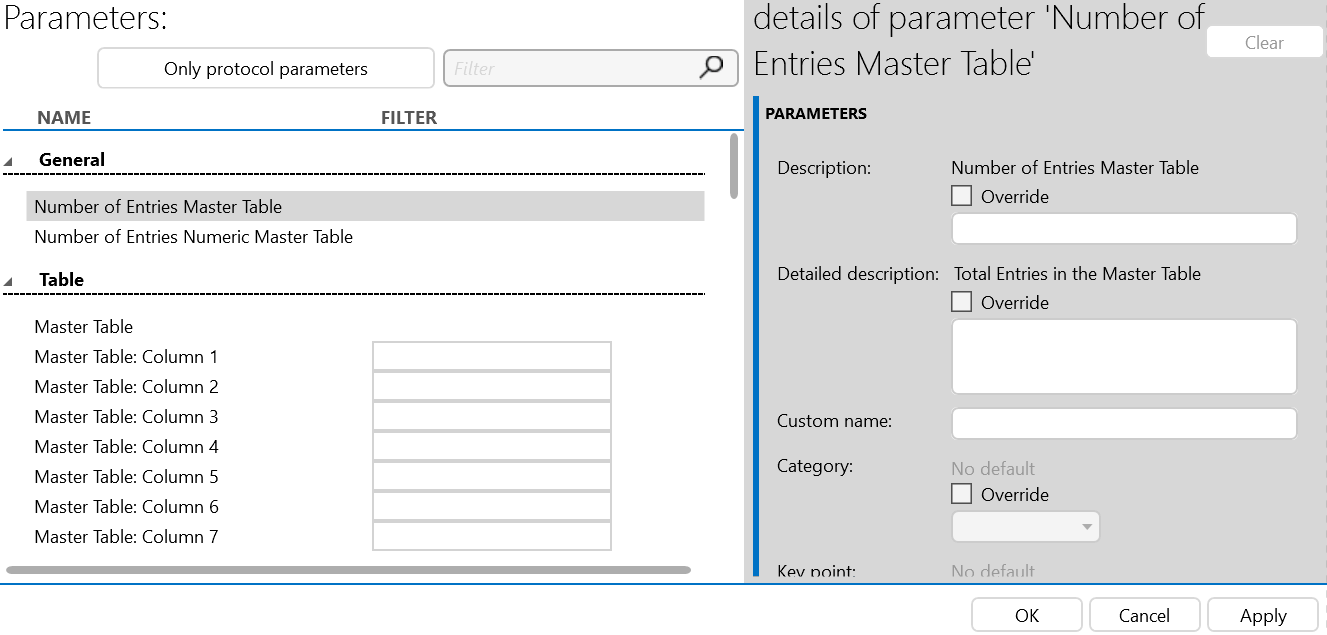 Parameters:
Only protocol parameters
Filter
NAME FILTER
General
Number of Entries Master Table
Number of Entries Numeric Master Table
Table
Master Table
Master Table: Column 1
Master Table: Column 2
Master Table: Column 3
Master Table: Column 4
Master Table: Column 5
Master Table: Column 6
Master Table: Column 7
details of parameter 'Number of
Entries Master Table'
Clear
PARAMETERS
Description: Number of Entries Master Table
Override
Detailed description: Total Entries in the Master Table
Override
Custom name:
Category: No default
Override
Key point: No default
OK Cancel Apply